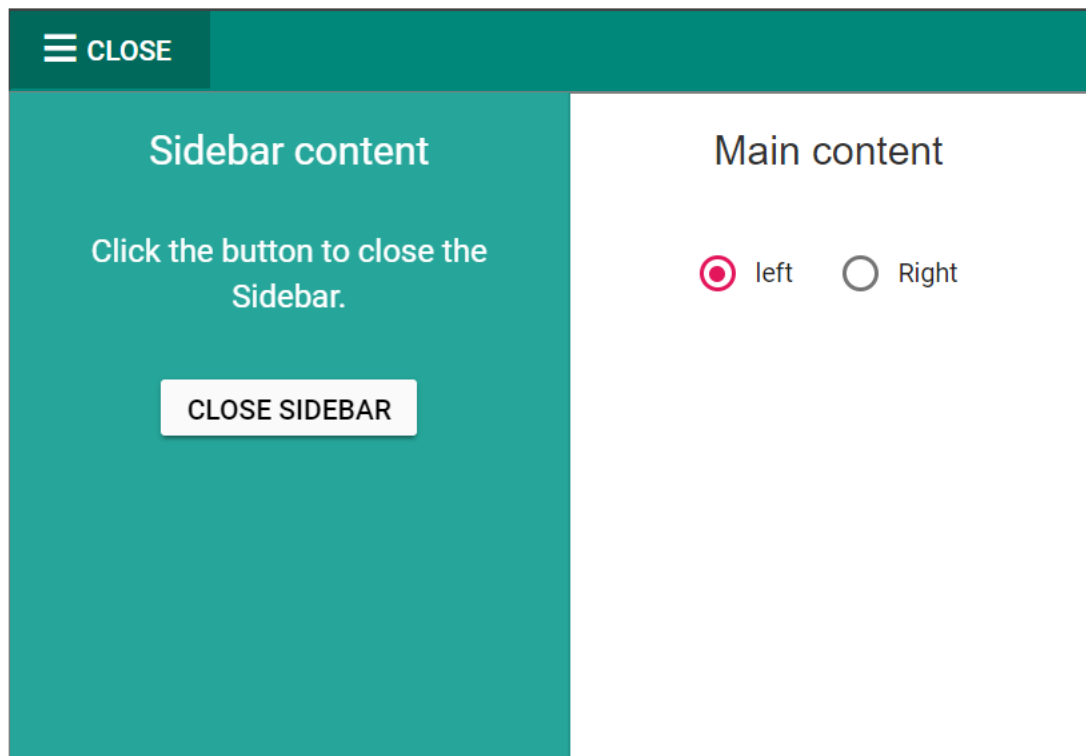 CLOSE
Sidebar content
Click the button to close the
Sidebar.
CLOSE SIDEBAR
Main content
left Right